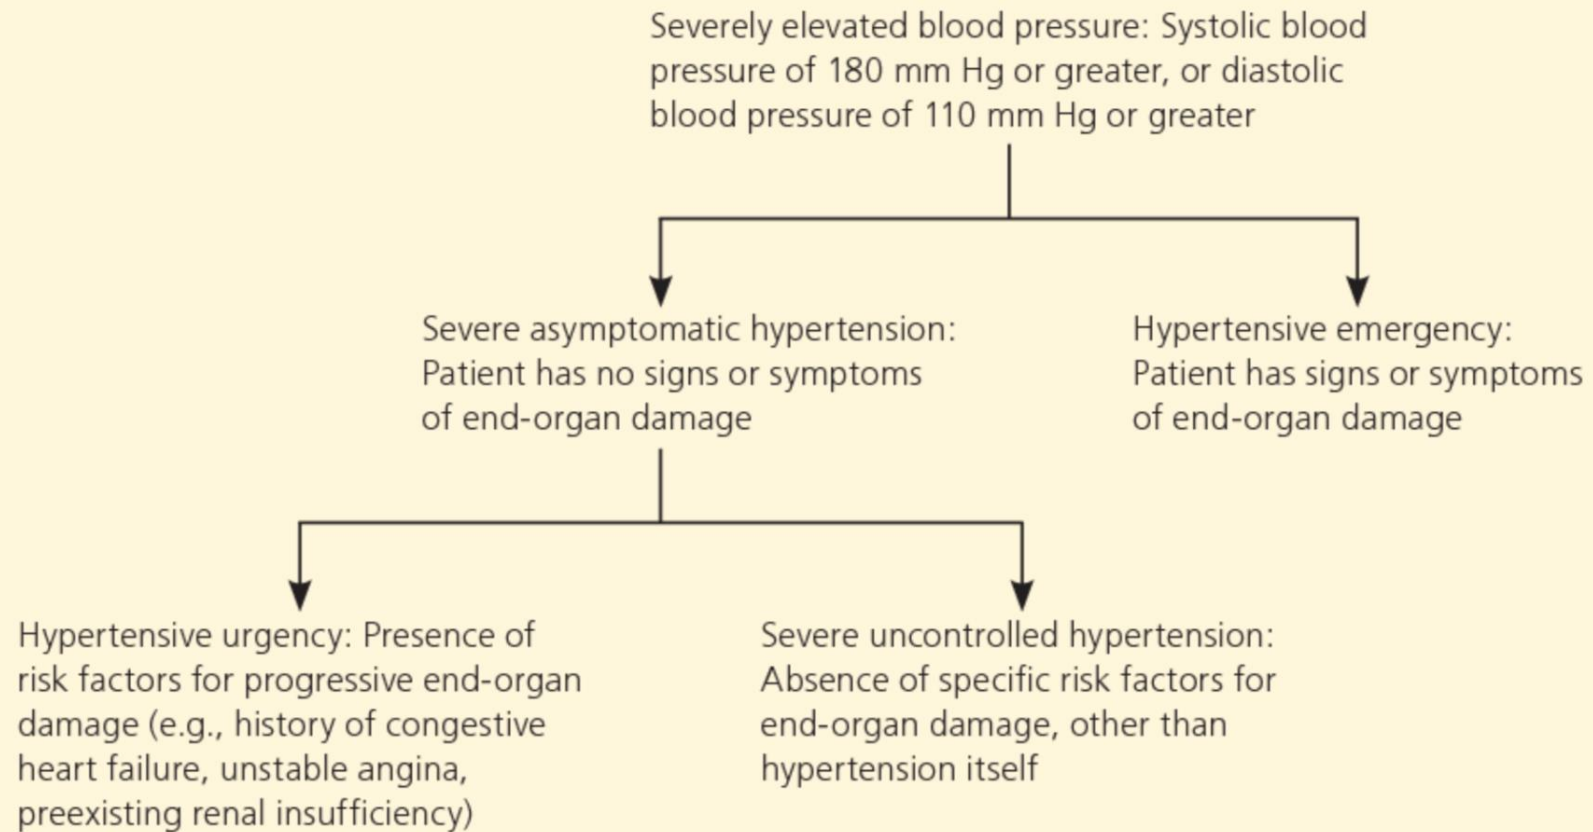 Severely elevated blood pressure: Systolic blood
pressure of 180 mm Hg or greater, or diastolic
blood pressure of 110 mm Hg or greater
Severe asymptomatic hypertension:
Patient has no signs or symptoms
of end-organ damage
Hypertensive emergency:
Patient has signs or symptoms
of end-organ damage
Hypertensive urgency: Presence of
risk factors for progressive end-organ
damage (e.g., history of congestive
heart failure, unstable angina,
preexisting renal insufficiency)
Severe uncontrolled hypertension:
Absence of specific risk factors for
end-organ damage, other than
hypertension itself